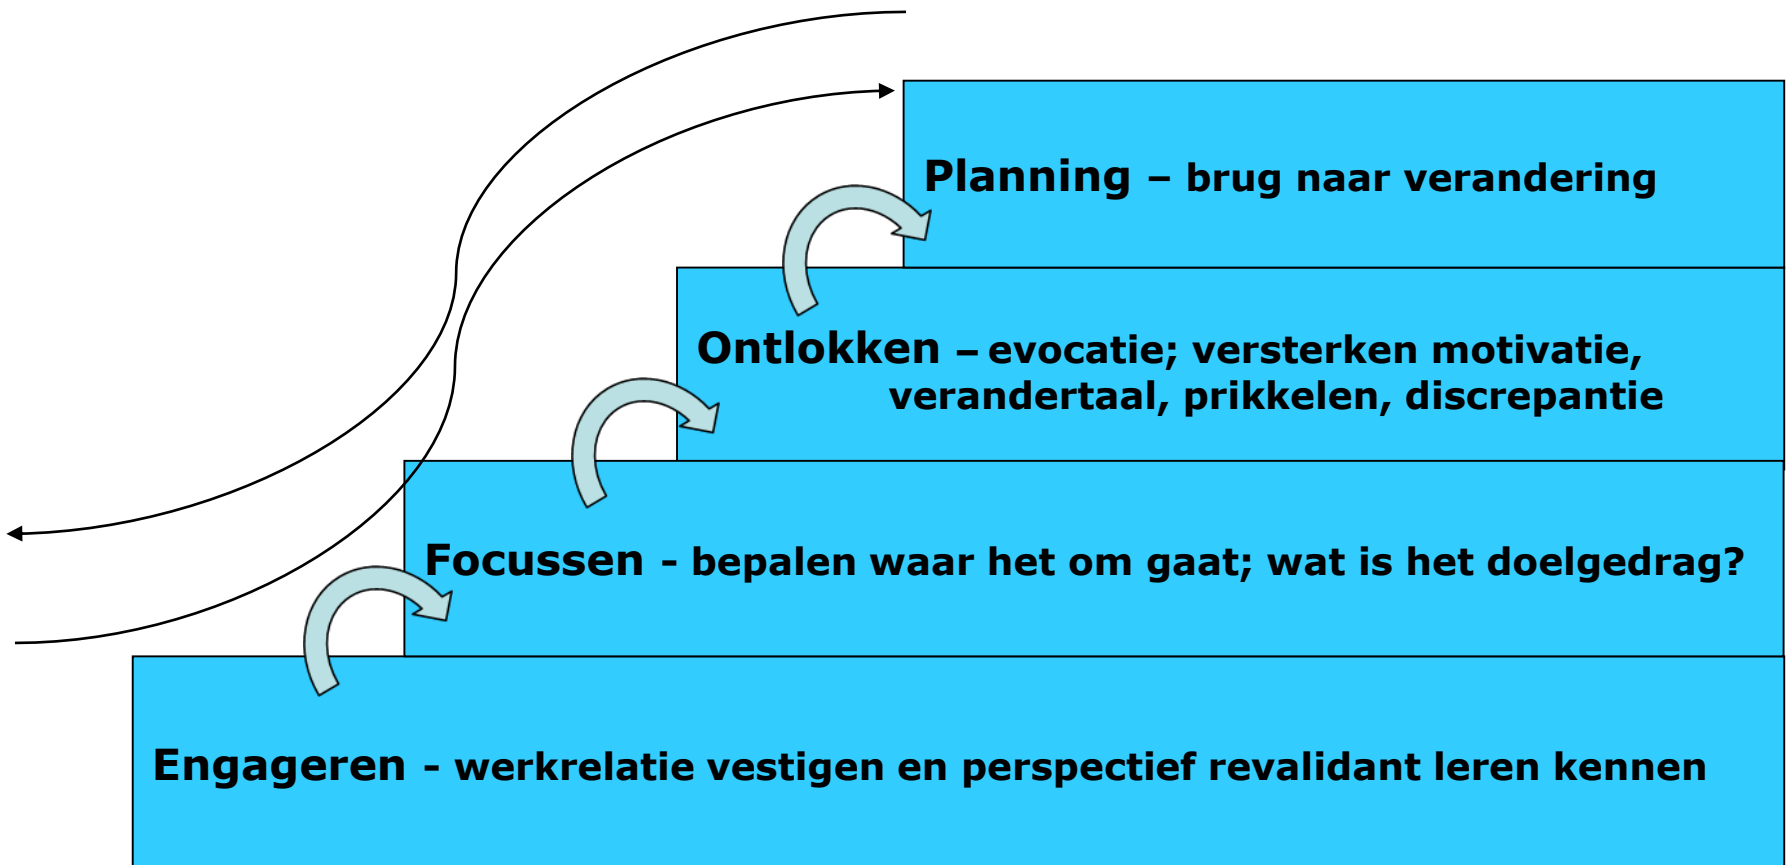 Planning – brug naar verandering
Ontlokken – evocatie; versterken motivatie,
verandertaal, prikkelen, discrepantie
Focussen - bepalen waar het om gaat; wat is het doelgedrag?
Engageren - werkrelatie vestigen en perspectief revalidant leren kennen